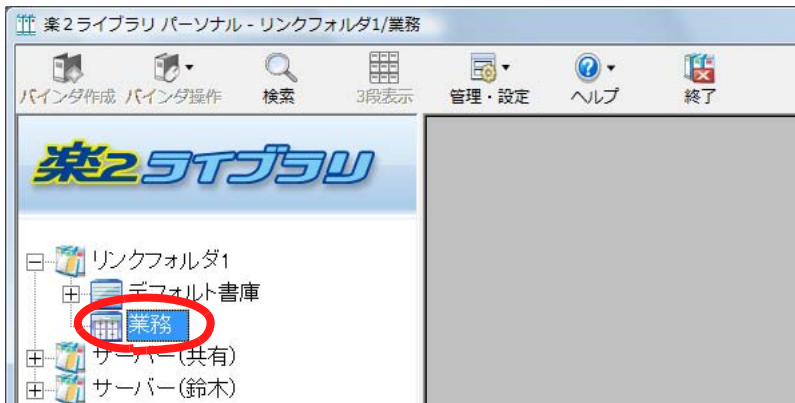 楽2ライブラリ パーソナル - リンクフォルダ1/業務
バインダ作成 バインダ操作 検索 3段表示 管理・設定 ヘルプ 終了
楽2ライブラリ
リンクフォルダ1
デフォルト書庫
業務
サーバー(共有)
サーバー(鈴木)